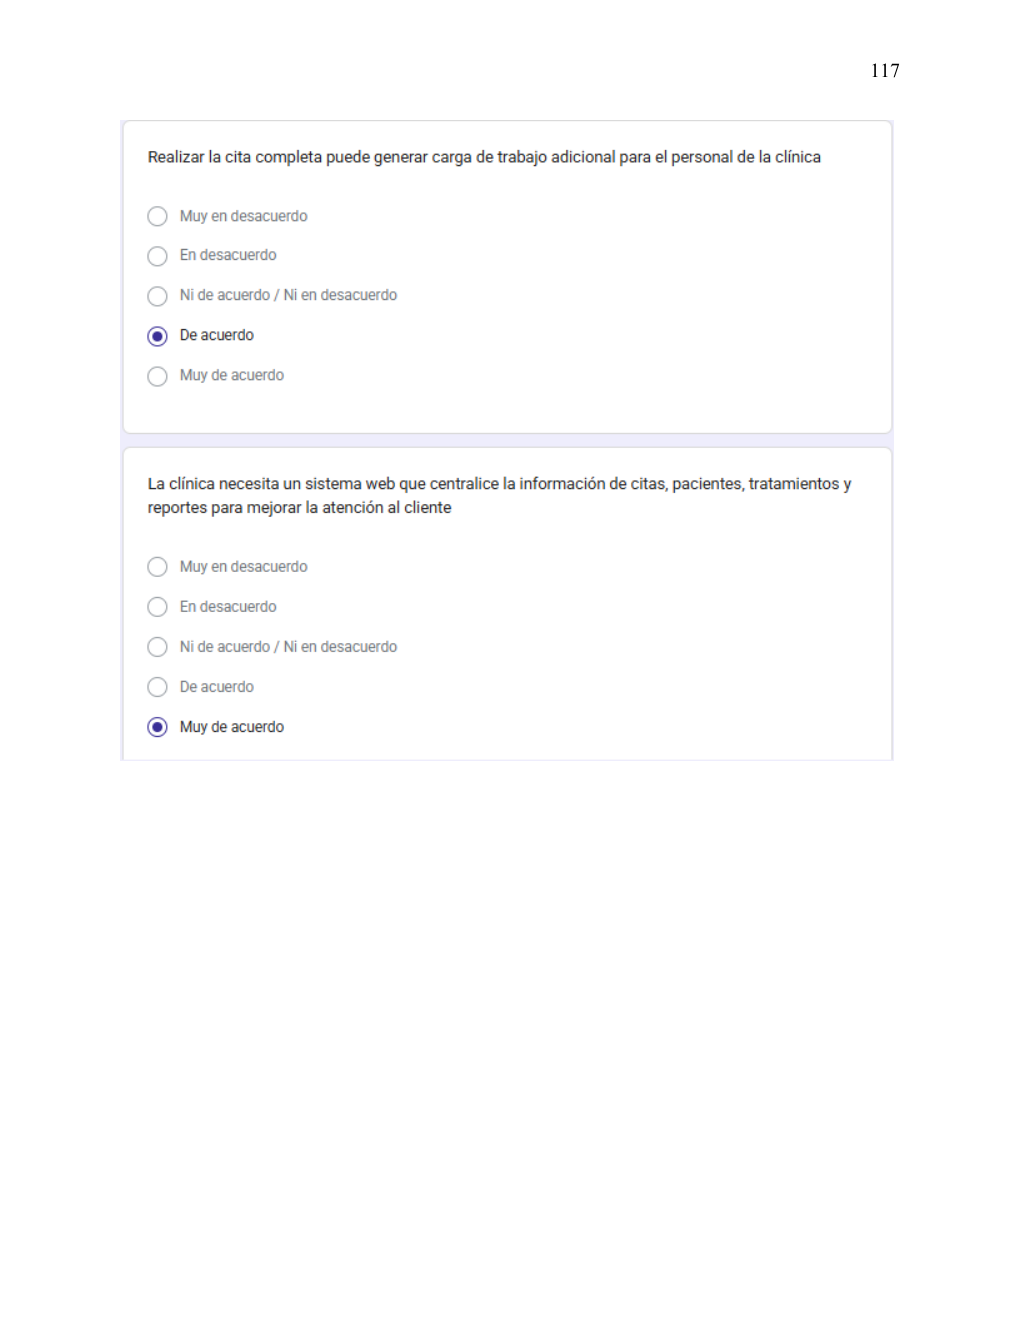 117
Realizar la cita completa puede generar carga de trabajo adicional para el personal de la clínica
Muy en desacuerdo
En desacuerdo
Ni de acuerdo / Ni en desacuerdo
De acuerdo
Muy de acuerdo
La clínica necesita un sistema web que centralice la información de citas, pacientes, tratamientos y
reportes para mejorar la atención al cliente
Muy en desacuerdo
En desacuerdo
Ni de acuerdo / Ni en desacuerdo
De acuerdo
Muy de acuerdo